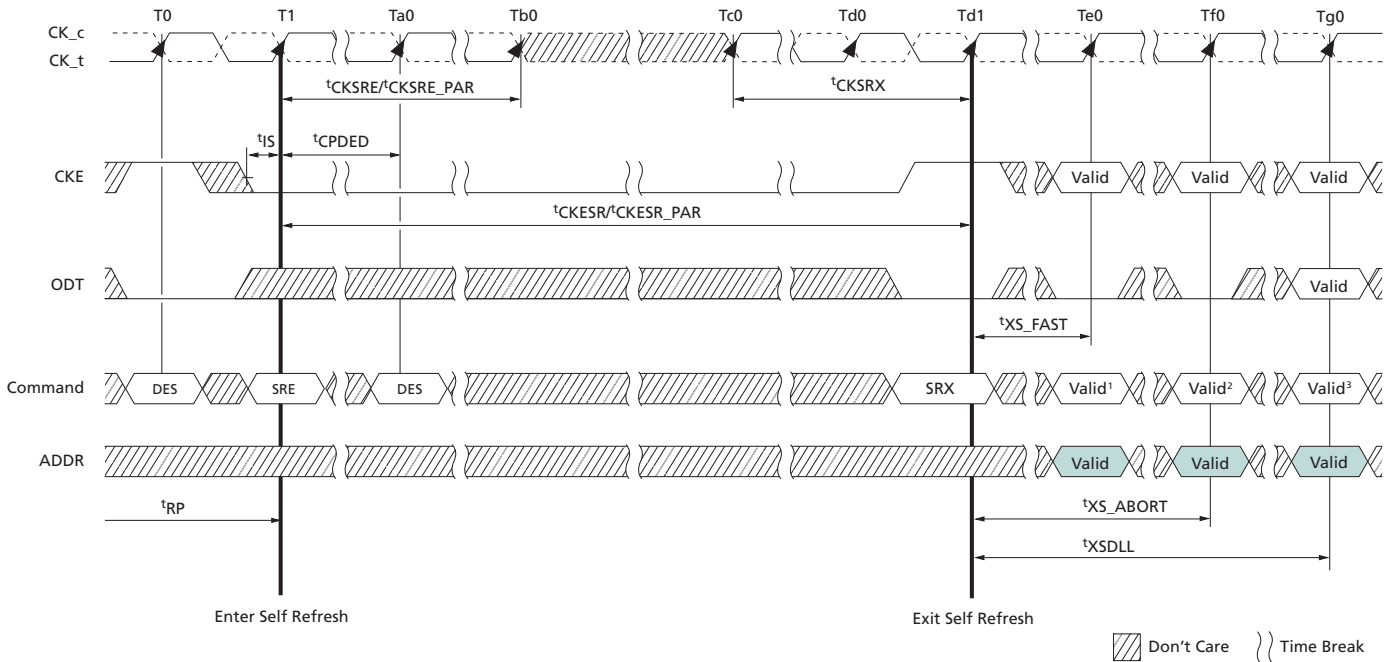 T0 T1 Ta0 Tb0 Tc0 Td0 Td1 Te0 Tf0 Tg0
CK_c
CK_t
tCKSRE/tCKSRE_PAR tCKSRX
tIS tCPDED
CKE Valid Valid Valid
tCKESR/tCKESR_PAR
ODT Valid
tXS_FAST
Command DES SRE DES SRX Valid1 Valid2 Valid3
ADDR Valid Valid Valid
tRP tXS_ABORT
tXSDLL
Enter Self Refresh Exit Self Refresh
Don't Care Time Break